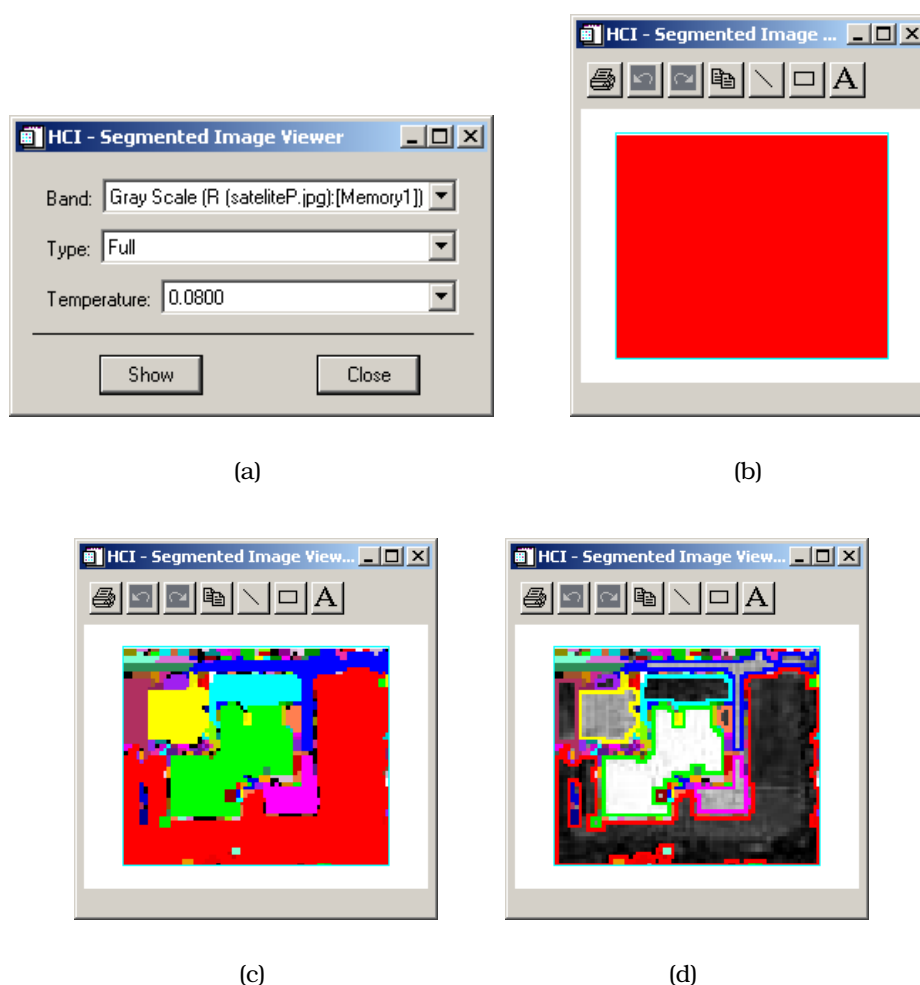 HCI - Segmented Image ...
A
HCI - Segmented Image Viewer
Band: Gray Scale (R (sateliteP.jpg):[Memory1])
Type: Full
Temperature: 0.0800
Show Close
(a) (b)
HCI - Segmented Image View... HCI - Segmented Image View...
A A
(c) (d)